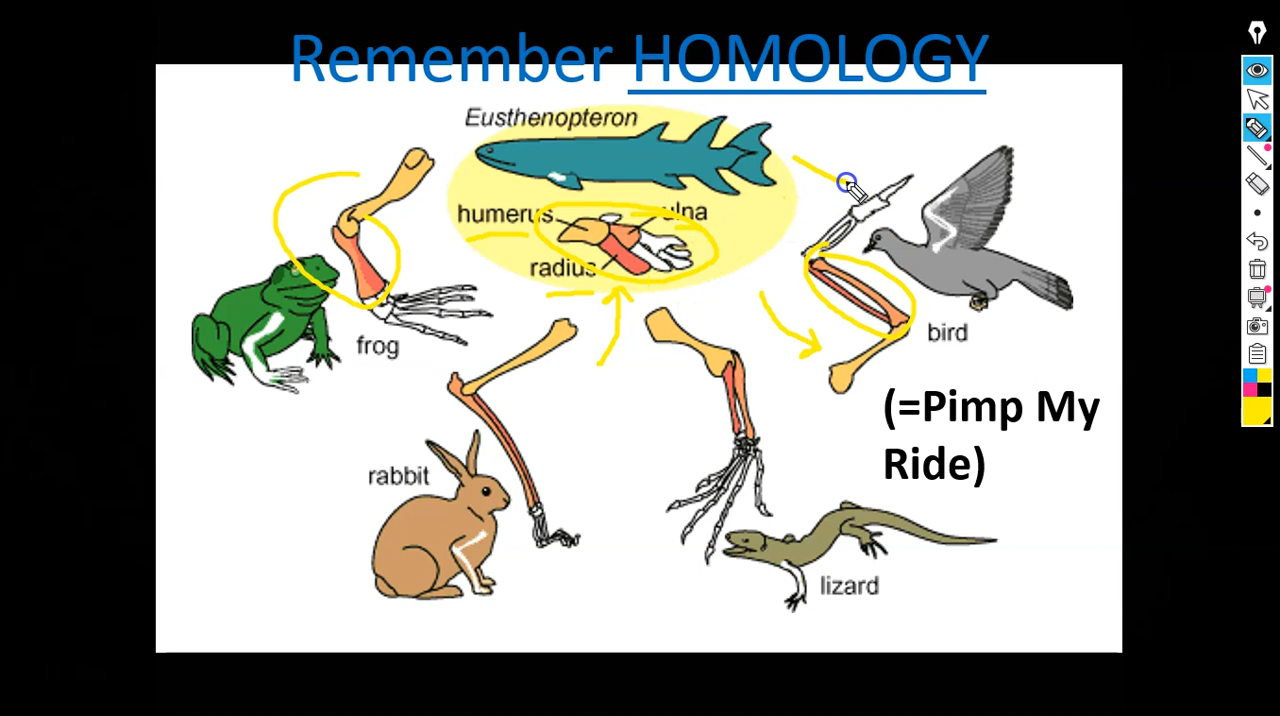 Remember HOMOLOGY
Eusthenopteron
humerus
ulna
radius
frog
bird
(=Pimp My
Ride)
rabbit
lizard